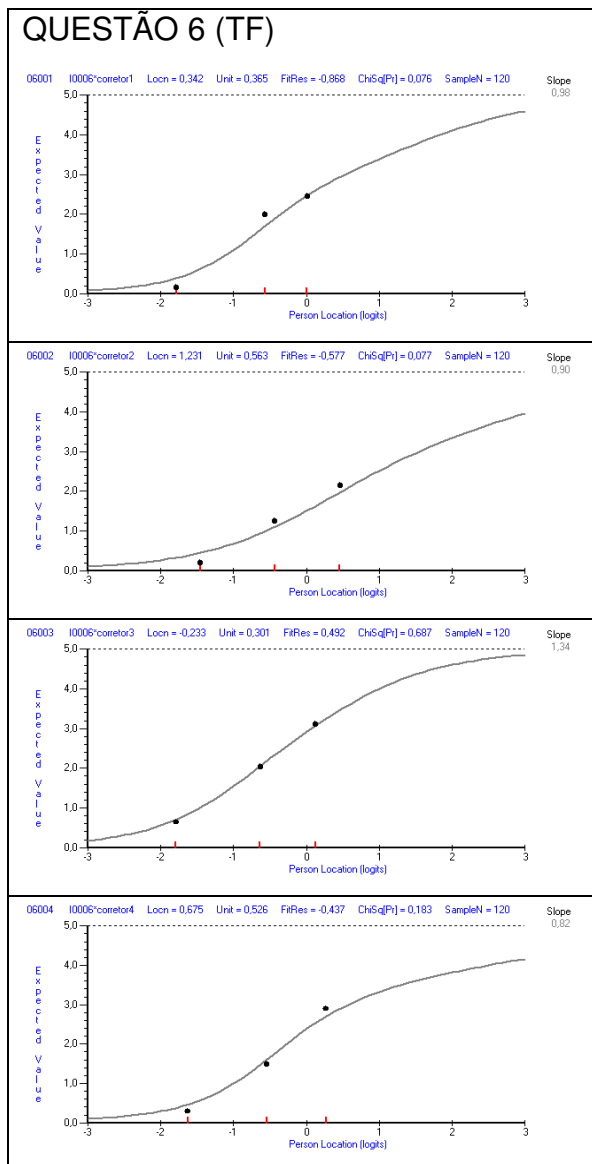 QUESTÃO 6 (TF)
06001 I0006*corretor1 Locn = 0,342 Unit = 0,365 FitRes = -0,868 ChiSq[Pr] = 0,076 SampleN = 120 Slope
0,98
5,0
4,0
3,0
2,0
1,0
0,0
Expected Value
-3 -2 -1 0 1 2 3
Person Location (logits)
06002 I0006*corretor2 Locn = 1,231 Unit = 0,563 FitRes = -0,577 ChiSq[Pr] = 0,077 SampleN = 120 Slope
0,90
5,0
4,0
3,0
2,0
1,0
0,0
Expected Value
-3 -2 -1 0 1 2 3
Person Location (logits)
06003 I0006*corretor3 Locn = -0,233 Unit = 0,301 FitRes = 0,492 ChiSq[Pr] = 0,687 SampleN = 120 Slope
1,34
5,0
4,0
3,0
2,0
1,0
0,0
Expected Value
-3 -2 -1 0 1 2 3
Person Location (logits)
06004 I0006*corretor4 Locn = 0,675 Unit = 0,526 FitRes = -0,437 ChiSq[Pr] = 0,183 SampleN = 120 Slope
0,82
5,0
4,0
3,0
2,0
1,0
0,0
Expected Value
-3 -2 -1 0 1 2 3
Person Location (logits)